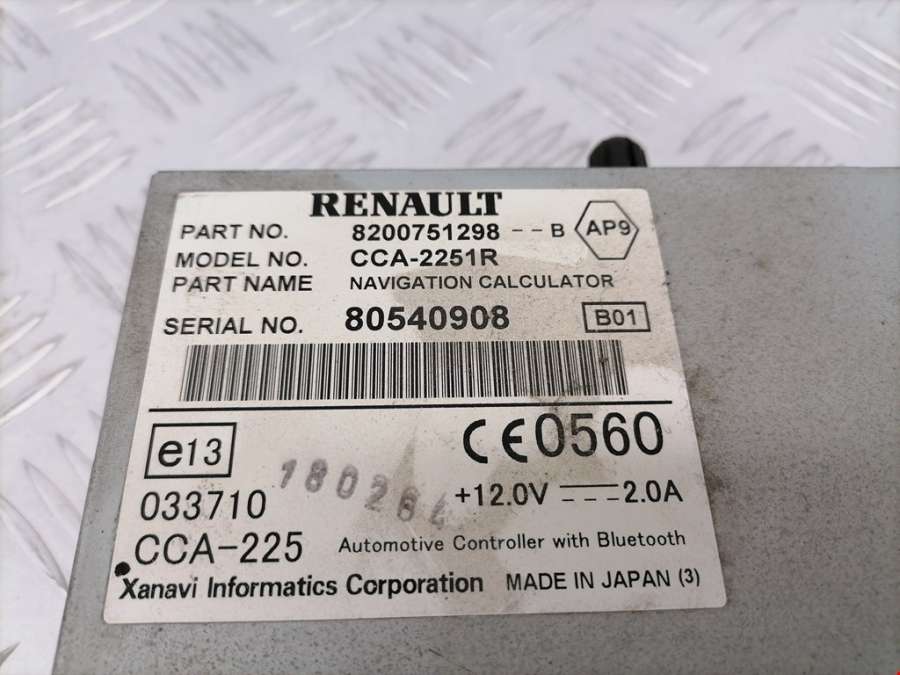 RENAULT
PART NO. 8200751298 -- B AP9
MODEL NO. CCA-2251R
PART NAME NAVIGATION CALCULATOR
SERIAL NO. 80540908 B01
e13 CE0560
033710 180264 +12.0V 2.0A
CCA-225 Automotive Controller with Bluetooth
Xanavi Informatics Corporation MADE IN JAPAN (3)